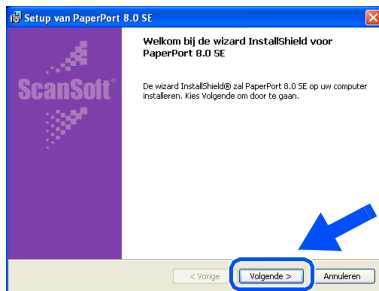 Setup van PaperPort 8.0 SE
Welkom bij de wizard InstallShield voor
PaperPort 8.0 SE
ScanSoft®
De wizard InstallShield® zal PaperPort 8.0 SE op uw computer
installeren. Kies Volgende om door te gaan.
< Vorige
Volgende >
Annuleren